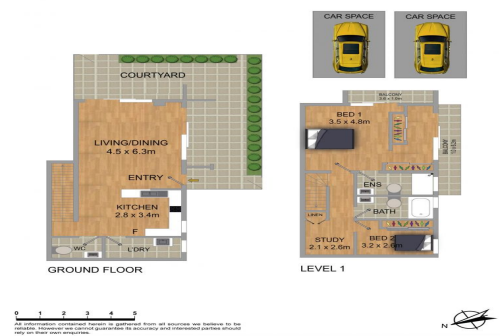 CAR SPACE CAR SPACE
COURTYARD
LIVING/DINING
4.5 x 6.3m
ENTRY
KITCHEN
2.8 x 3.4m
F
WC
L'DRY
GROUND FLOOR
BALCONY
BED 1
3.5 x 4.8m
BALCONY
ENS
BATH
LINEN
STUDY
2.1 x 2.6m
BED 2
3.2 x 2.6m
LEVEL 1
0 1 2 3 4 5
All information contained herein is gathered from all sources we believe to be
reliable. However we cannot guarantee its accuracy and interested parties should
rely on their own enquiries.
N